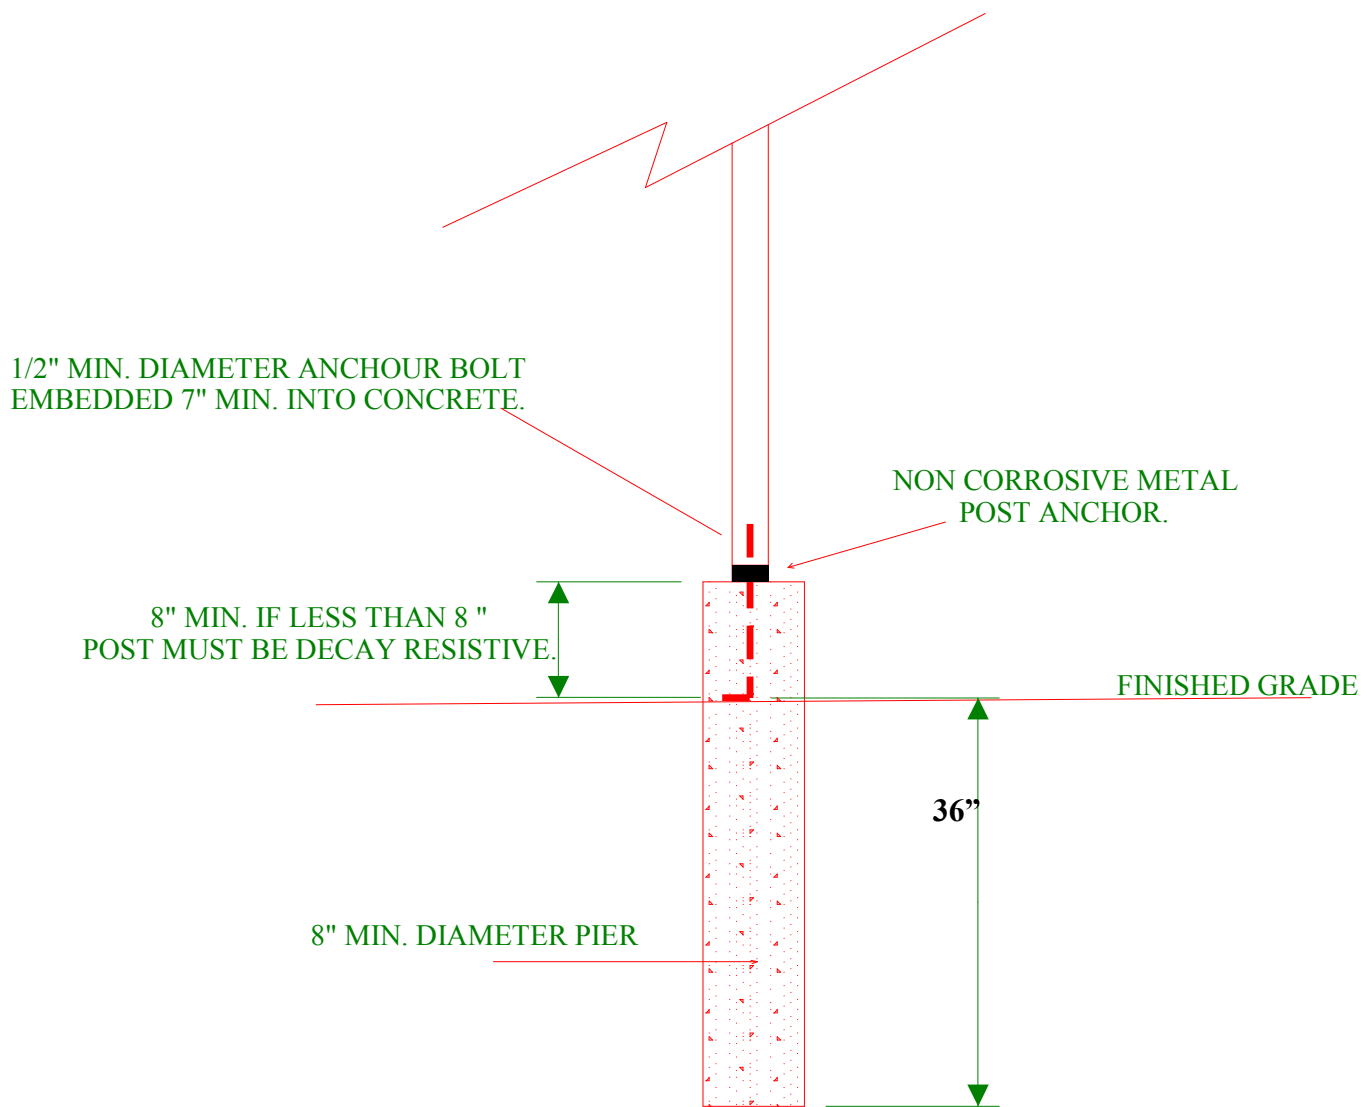 1/2" MIN. DIAMETER ANCHOUR BOLT
EMBEDDED 7" MIN. INTO CONCRETE.
NON CORROSIVE METAL
POST ANCHOR.
8" MIN. IF LESS THAN 8 "
POST MUST BE DECAY RESISTIVE.
FINISHED GRADE
36”
8" MIN. DIAMETER PIER